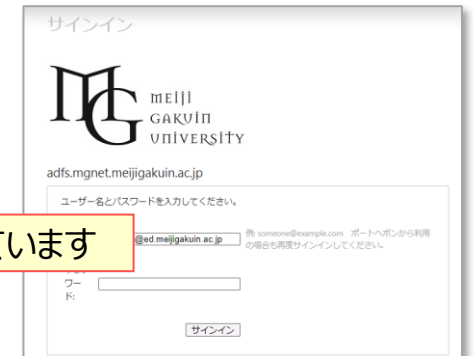 サインイン
MG
MEIJI
GAKUIN
UNIVERSITY
adfs.mgnet.meijigakuin.ac.jp
ユーザー名とパスワードを入力してください。
ています
@ed.meijigakuin.ac.jp
例: someone@example.com ポートヘボンから利用
の場合も再度サインインしてください。
ワー
ド:
サインイン